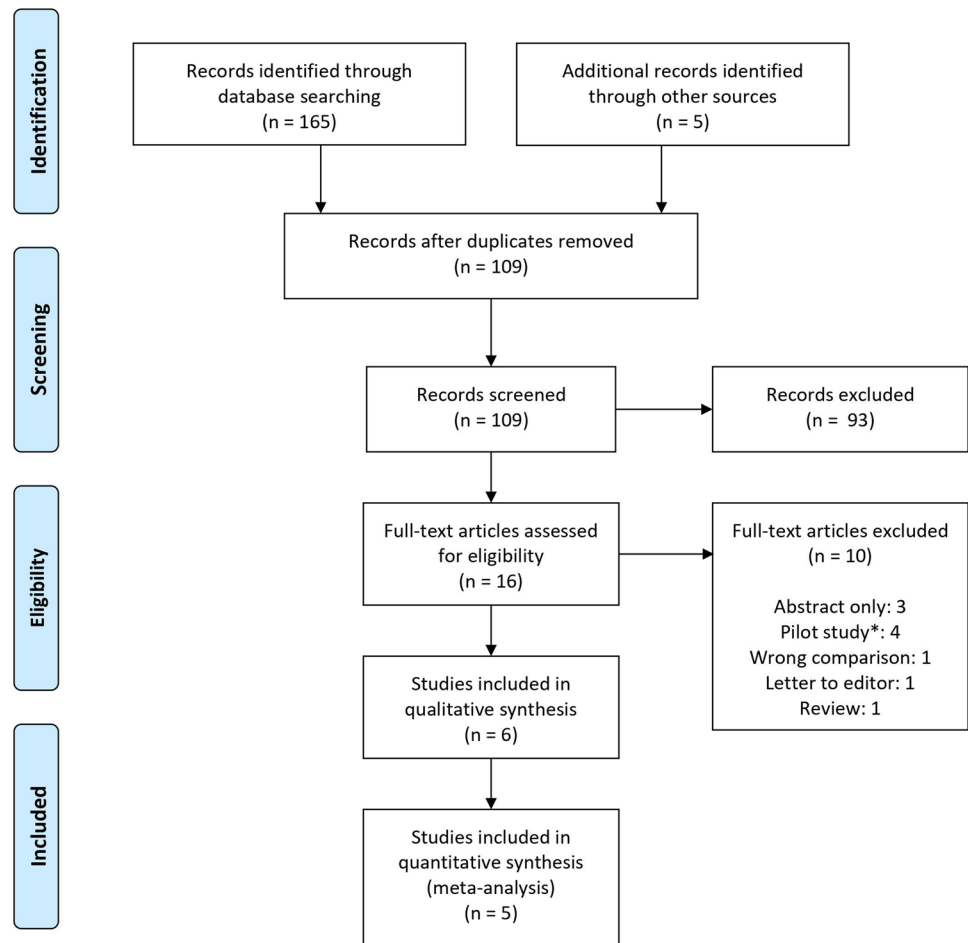 Identification
Records identified through
database searching
(n = 165)
Additional records identified
through other sources
(n = 5)
Screening
Records after duplicates removed
(n = 109)
Records screened
(n = 109)
Records excluded
(n = 93)
Eligibility
Full-text articles assessed
for eligibility
(n = 16)
Full-text articles excluded
(n = 10)
Abstract only: 3
Pilot study*: 4
Wrong comparison: 1
Letter to editor: 1
Review: 1
Studies included in
qualitative synthesis
(n = 6)
Included
Studies included in
quantitative synthesis
(meta-analysis)
(n = 5)